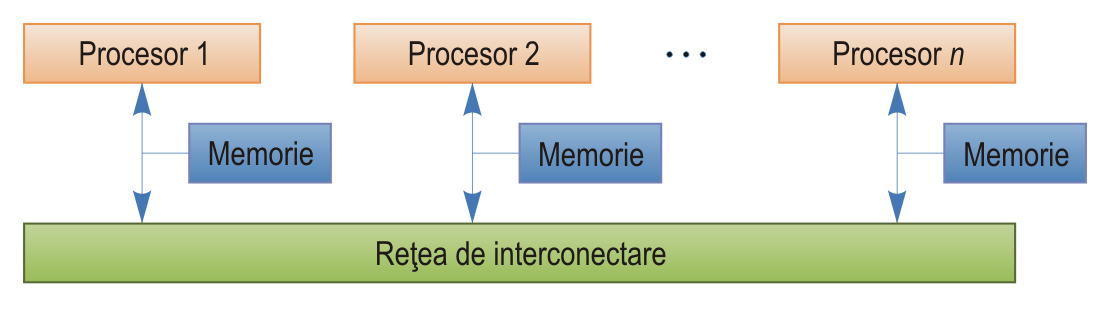 Procesor 1
Procesor 2
...
Procesor n
Memorie
Memorie
Memorie
Reţea de interconectare